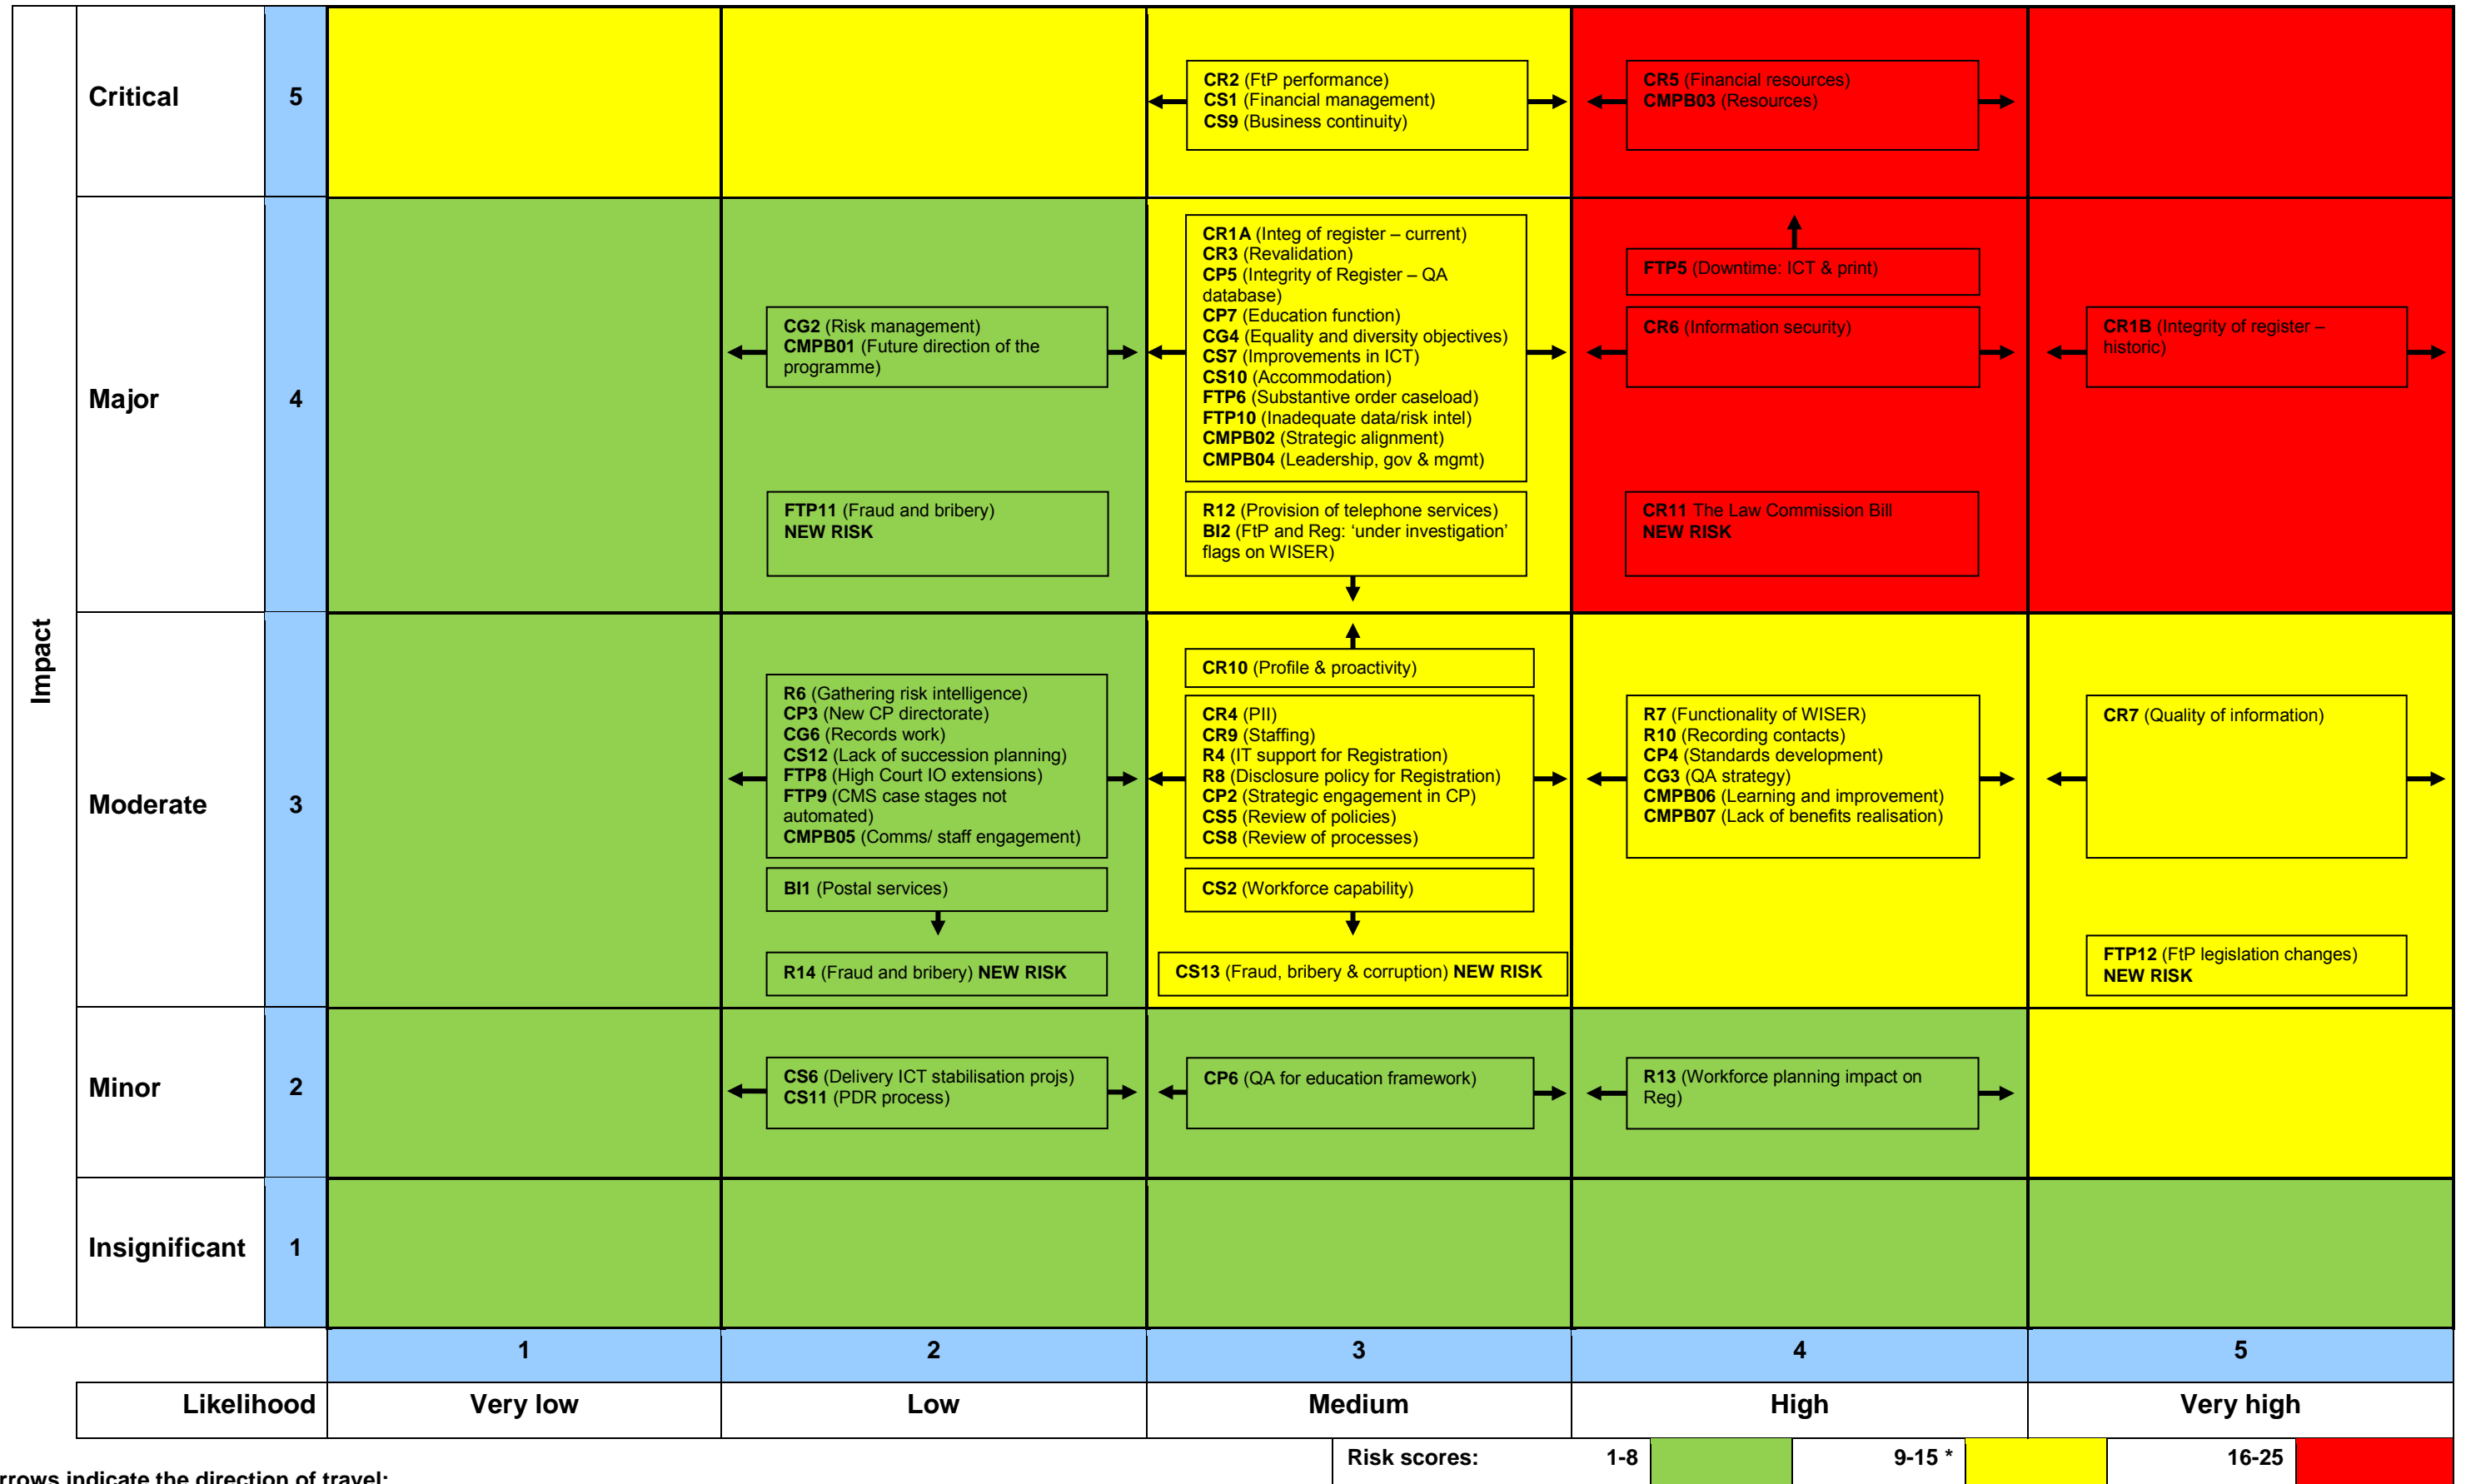 Impact
Critical
5
CR2 (FtP performance)
CS1 (Financial management)
CS9 (Business continuity)
CR5 (Financial resources)
CMPB03 (Resources)
Major
4
CG2 (Risk management)
CMPB01 (Future direction of the
programme)
FTP11 (Fraud and bribery)
NEW RISK
CR1A (Integ of register – current)
CR3 (Revalidation)
CP5 (Integrity of Register – QA
database)
CP7 (Education function)
CG4 (Equality and diversity objectives)
CS7 (Improvements in ICT)
CS10 (Accommodation)
FTP6 (Substantive order caseload)
FTP10 (Inadequate data/risk intel)
CMPB02 (Strategic alignment)
CMPB04 (Leadership, gov & mgmt)
R12 (Provision of telephone services)
BI2 (FtP and Reg: ‘under investigation’
flags on WISER)
FTP5 (Downtime: ICT & print)
CR6 (Information security)
CR11 The Law Commission Bill
NEW RISK
CR1B (Integrity of register –
historic)
Moderate
3
R6 (Gathering risk intelligence)
CP3 (New CP directorate)
CG6 (Records work)
CS12 (Lack of succession planning)
FTP8 (High Court IO extensions)
FTP9 (CMS case stages not
automated)
CMPB05 (Comms/ staff engagement)
BI1 (Postal services)
R14 (Fraud and bribery) NEW RISK
CR10 (Profile & proactivity)
CR4 (PII)
CR9 (Staffing)
R4 (IT support for Registration)
R8 (Disclosure policy for Registration)
CP2 (Strategic engagement in CP)
CS5 (Review of policies)
CS8 (Review of processes)
CS2 (Workforce capability)
CS13 (Fraud, bribery & corruption) NEW RISK
R7 (Functionality of WISER)
R10 (Recording contacts)
CP4 (Standards development)
CG3 (QA strategy)
CMPB06 (Learning and improvement)
CMPB07 (Lack of benefits realisation)
CR7 (Quality of information)
FTP12 (FtP legislation changes)
NEW RISK
Minor
2
CS6 (Delivery ICT stabilisation projs)
CS11 (PDR process)
CP6 (QA for education framework)
R13 (Workforce planning impact on
Reg)
Insignificant
1
1 2 3 4 5
Likelihood Very low Low Medium High Very high
Risk scores: 1-8 9-15 * 16-25
rrows indicate the direction of travel: